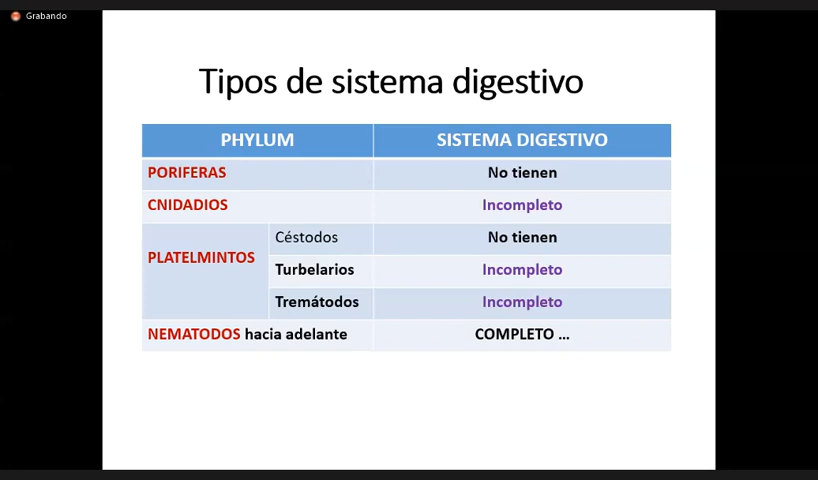 Grabando
Tipos de sistema digestivo
PHYLUM SISTEMA DIGESTIVO
PORIFERAS No tienen
CNIDADIOS Incompleto
PLATELMINTOS
Céstodos No tienen
Turbelarios Incompleto
Tremátodos Incompleto
NEMATODOS hacia adelante COMPLETO ...